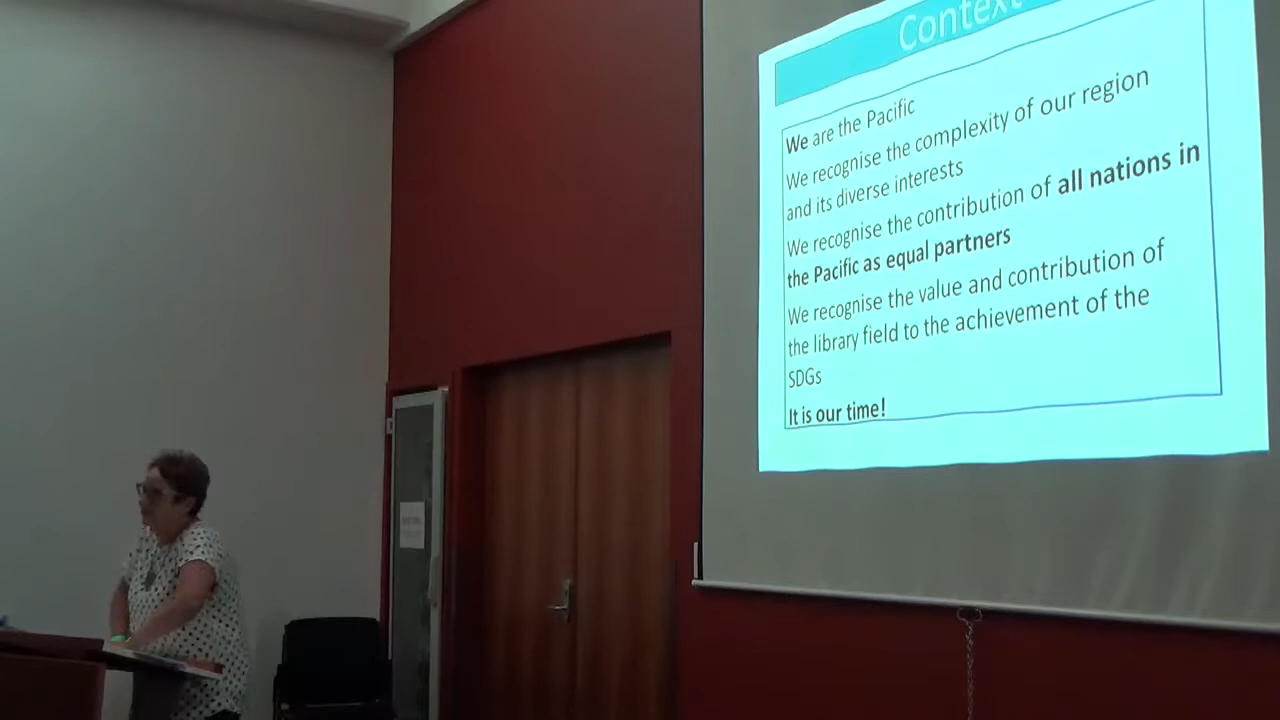 Context
We are the Pacific
We recognise the complexity of our region
and its diverse interests
We recognise the contribution of all nations in
the Pacific as equal partners
We recognise the value and contribution of
the library field to the achievement of the
SDGs
It is our time!